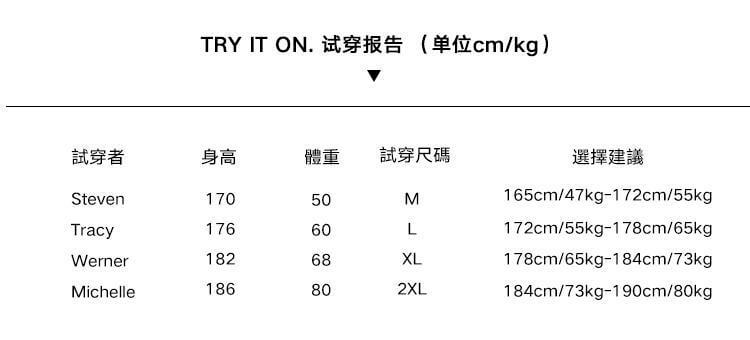 TRY IT ON. 试穿报告 （单位cm/kg）
試穿者 身高 體重 試穿尺碼 選擇建議
Steven 170 50 M 165cm/47kg-172cm/55kg
Tracy 176 60 L 172cm/55kg-178cm/65kg
Werner 182 68 XL 178cm/65kg-184cm/73kg
Michelle 186 80 2XL 184cm/73kg-190cm/80kg